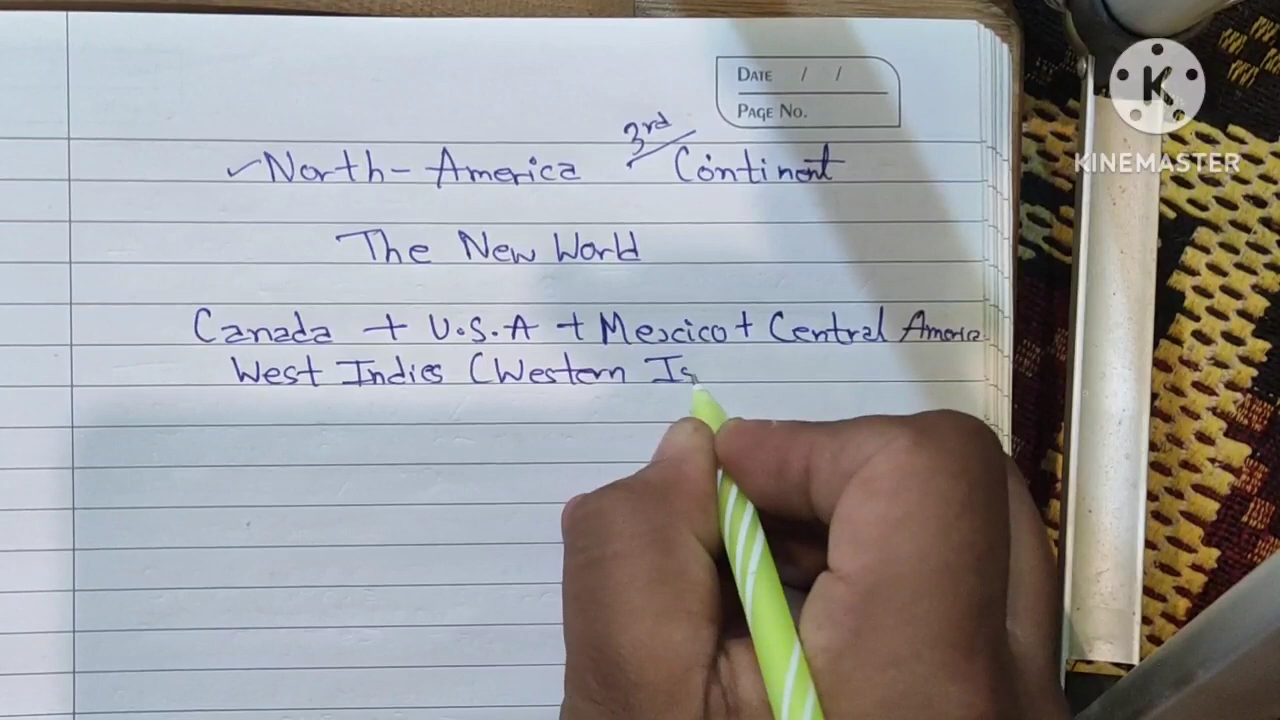 DATE / /
PAGE NO.
3rd
North-America Continent
The New World
Canada + U.S.A + Mexico + Central America
West Indies (Western Is
K
KINEMASTER